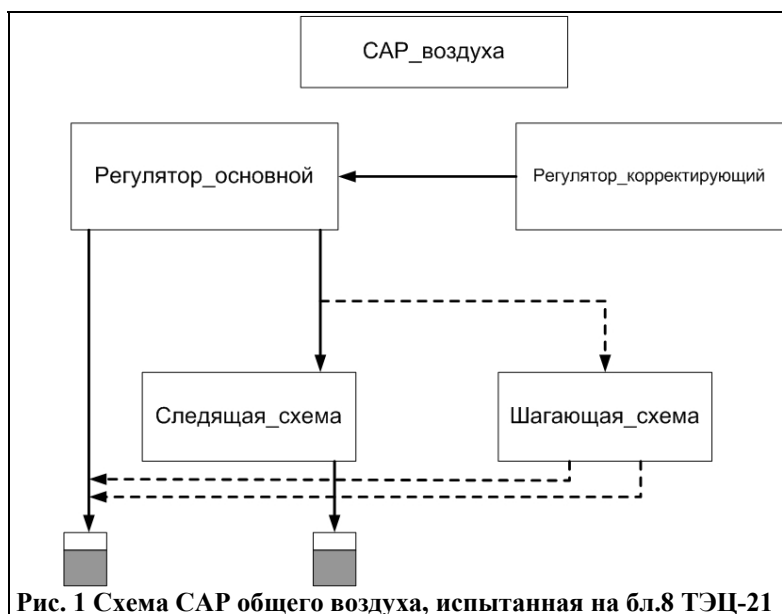 САР_воздуха
Регулятор_основной
Регулятор_корректирующий
Следящая_схема
Шагающая_схема
Рис. 1 Схема САР общего воздуха, испытанная на бл.8 ТЭЦ-21